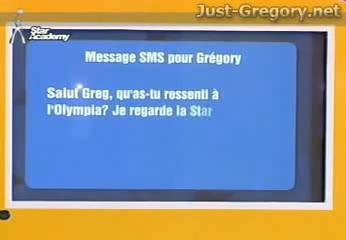 Just-Gregory.net
Star
Academy
Message SMS pour Grégory
Salut Greg, qu'as-tu ressenti à
l'Olympia? Je regarde la Star